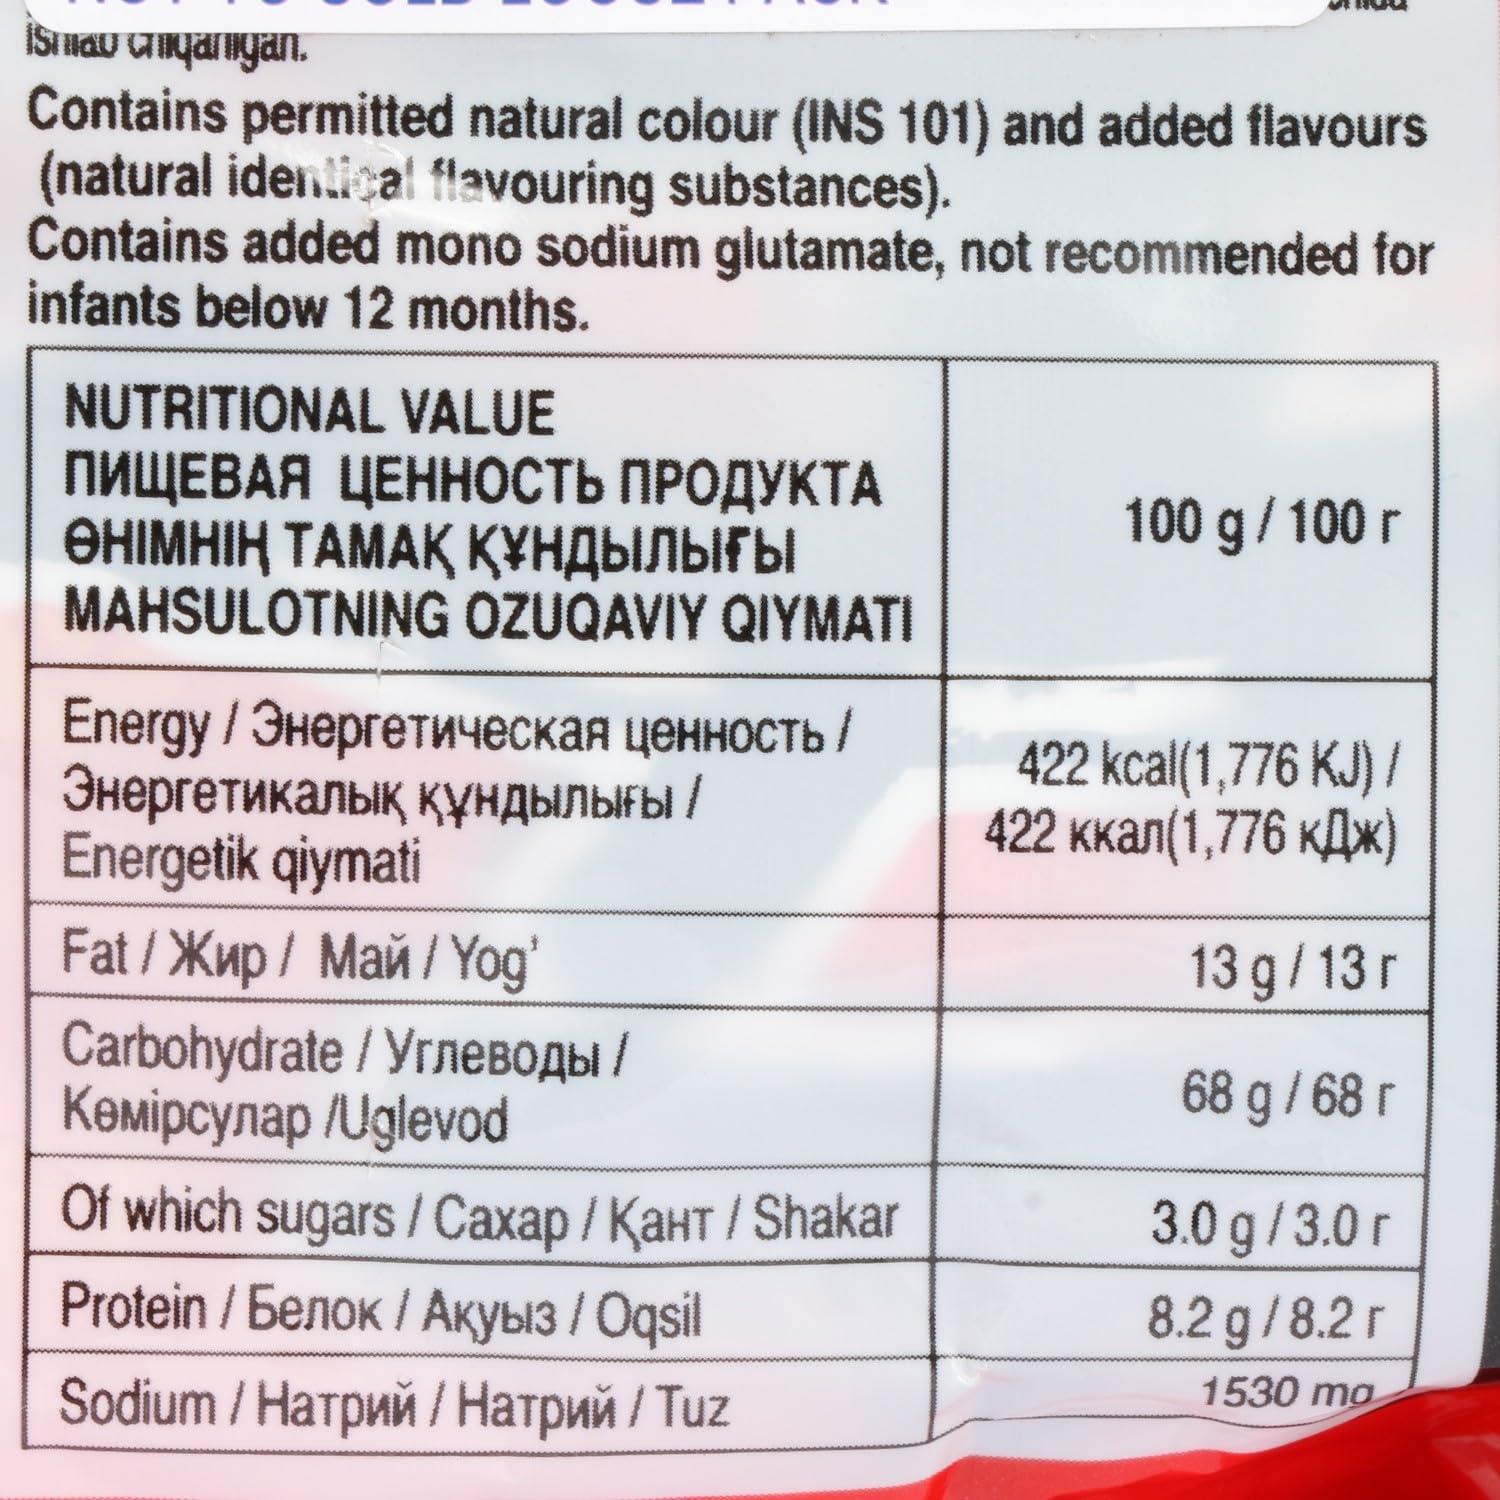 Contains permitted natural colour (INS 101) and added flavours
(natural identical flavouring substances).
Contains added mono sodium glutamate, not recommended for
infants below 12 months.
NUTRITIONAL VALUE
ПИЩЕВАЯ ЦЕННОСТЬ ПРОДУКТА
ӨНІМНІҢ ТАМАҚ ҚҰНДЫЛЫҒЫ
MAHSULOTNING OZUQAVIY QIYMATI
100 g / 100 г
Energy / Энергетическая ценность /
Энергетикалық құндылығы /
Energetik qiymati
422 kcal(1,776 KJ) /
422 ккал(1,776 кДж)
Fat / Жир / Май / Yog'
13 g / 13 г
Carbohydrate / Углеводы /
Көмірсулар /Uglevod
68 g / 68 г
Of which sugars / Сахар / Қант / Shakar
3.0 g / 3.0 г
Protein / Белок / Ақуыз / Oqsil
8.2 g / 8.2 г
Sodium / Натрий / Натрий / Tuz
1530 mg